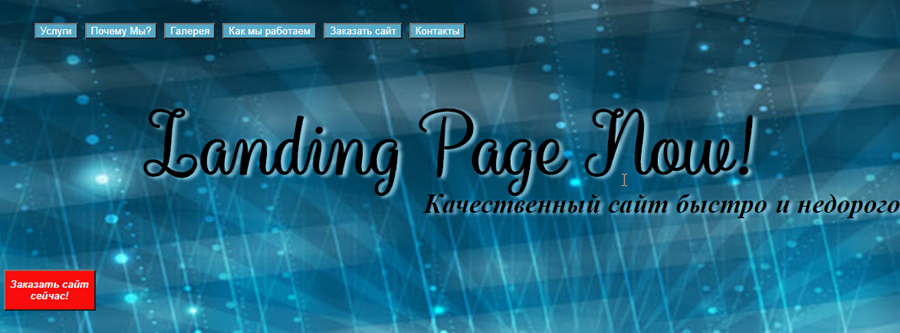 Услуги Почему Мы? Галерея Как мы работаем Заказать сайт Контакты
Landing Page Now!
Качественный сайт быстро и недорого
Заказать сайт
сейчас!